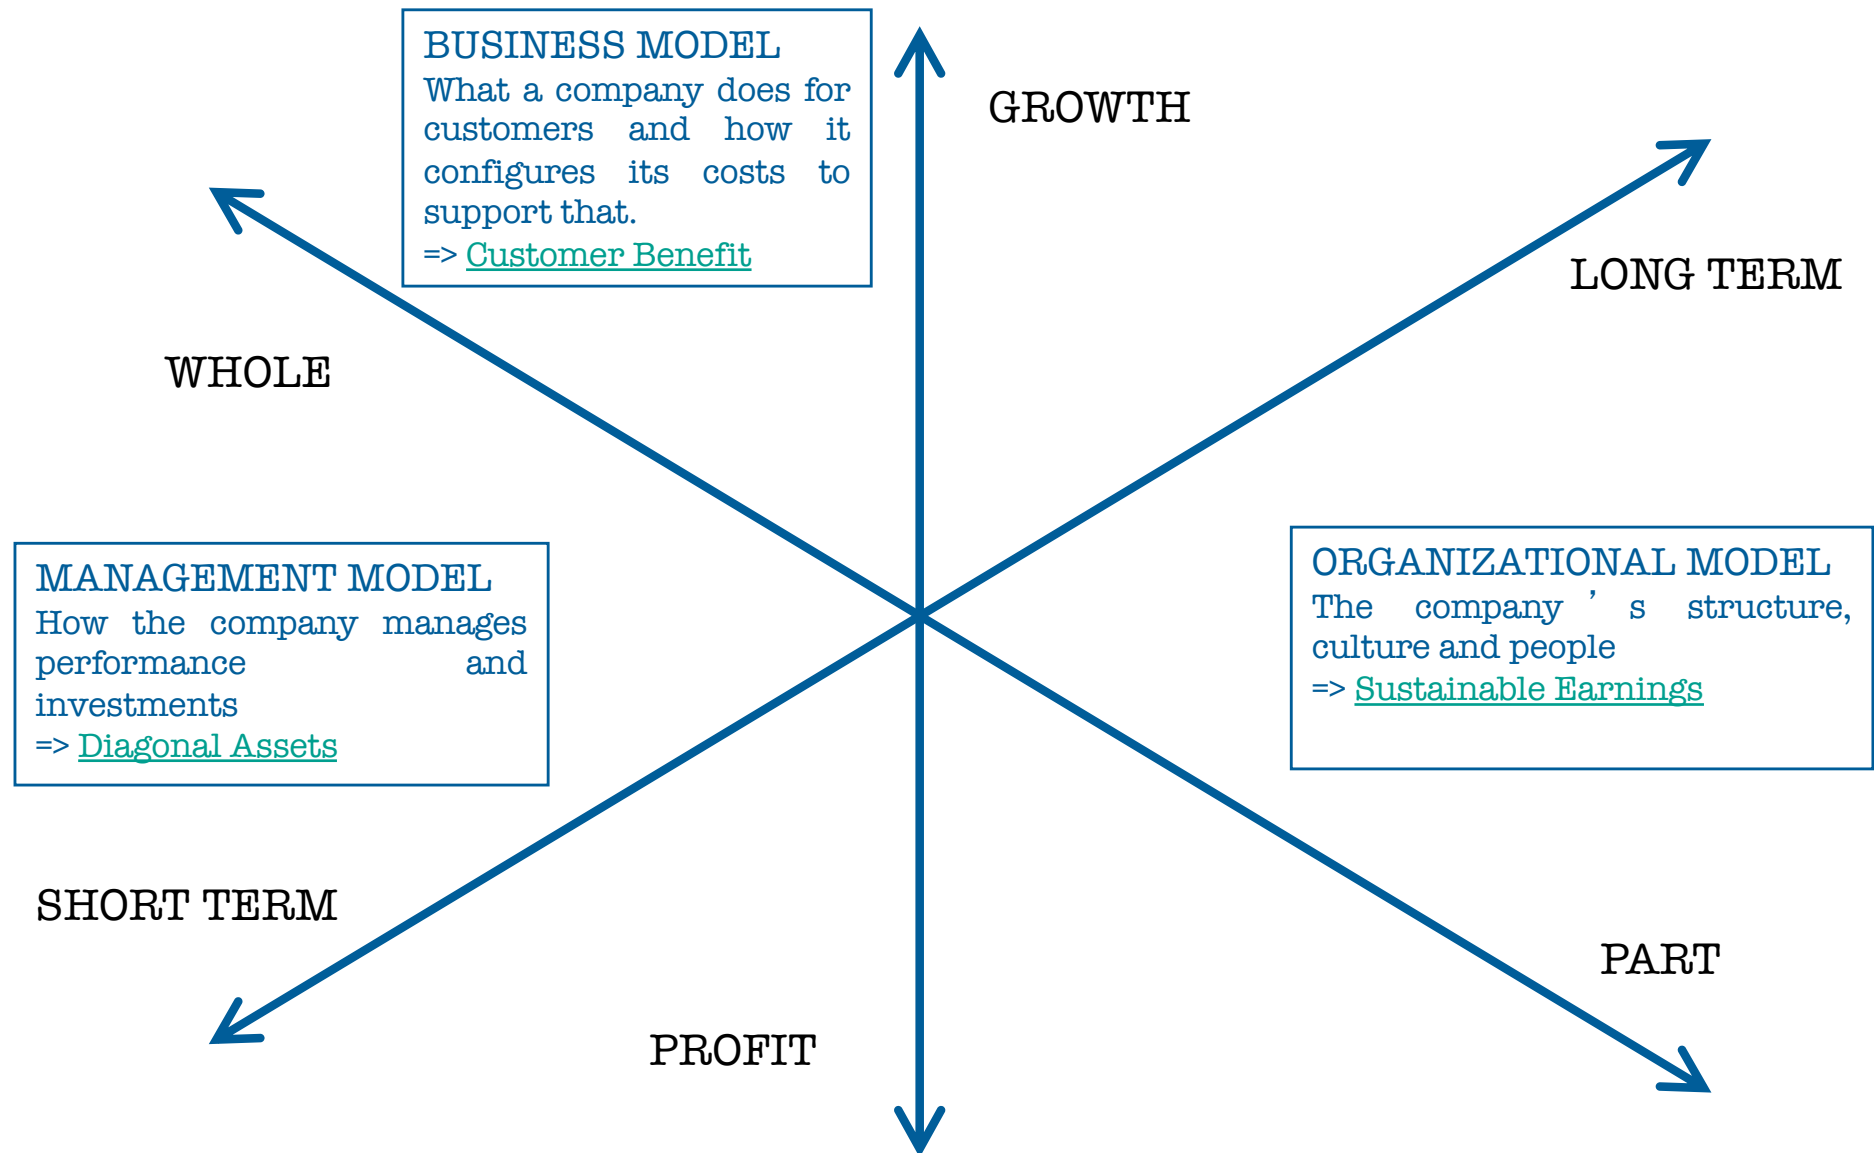 BUSINESS MODEL
What a company does for
customers and how it
configures its costs to
support that.
=> Customer Benefit
GROWTH
LONG TERM
WHOLE
MANAGEMENT MODEL
How the company manages
performance and
investments
=> Diagonal Assets
ORGANIZATIONAL MODEL
The company ’ s structure,
culture and people
=> Sustainable Earnings
SHORT TERM
PART
PROFIT